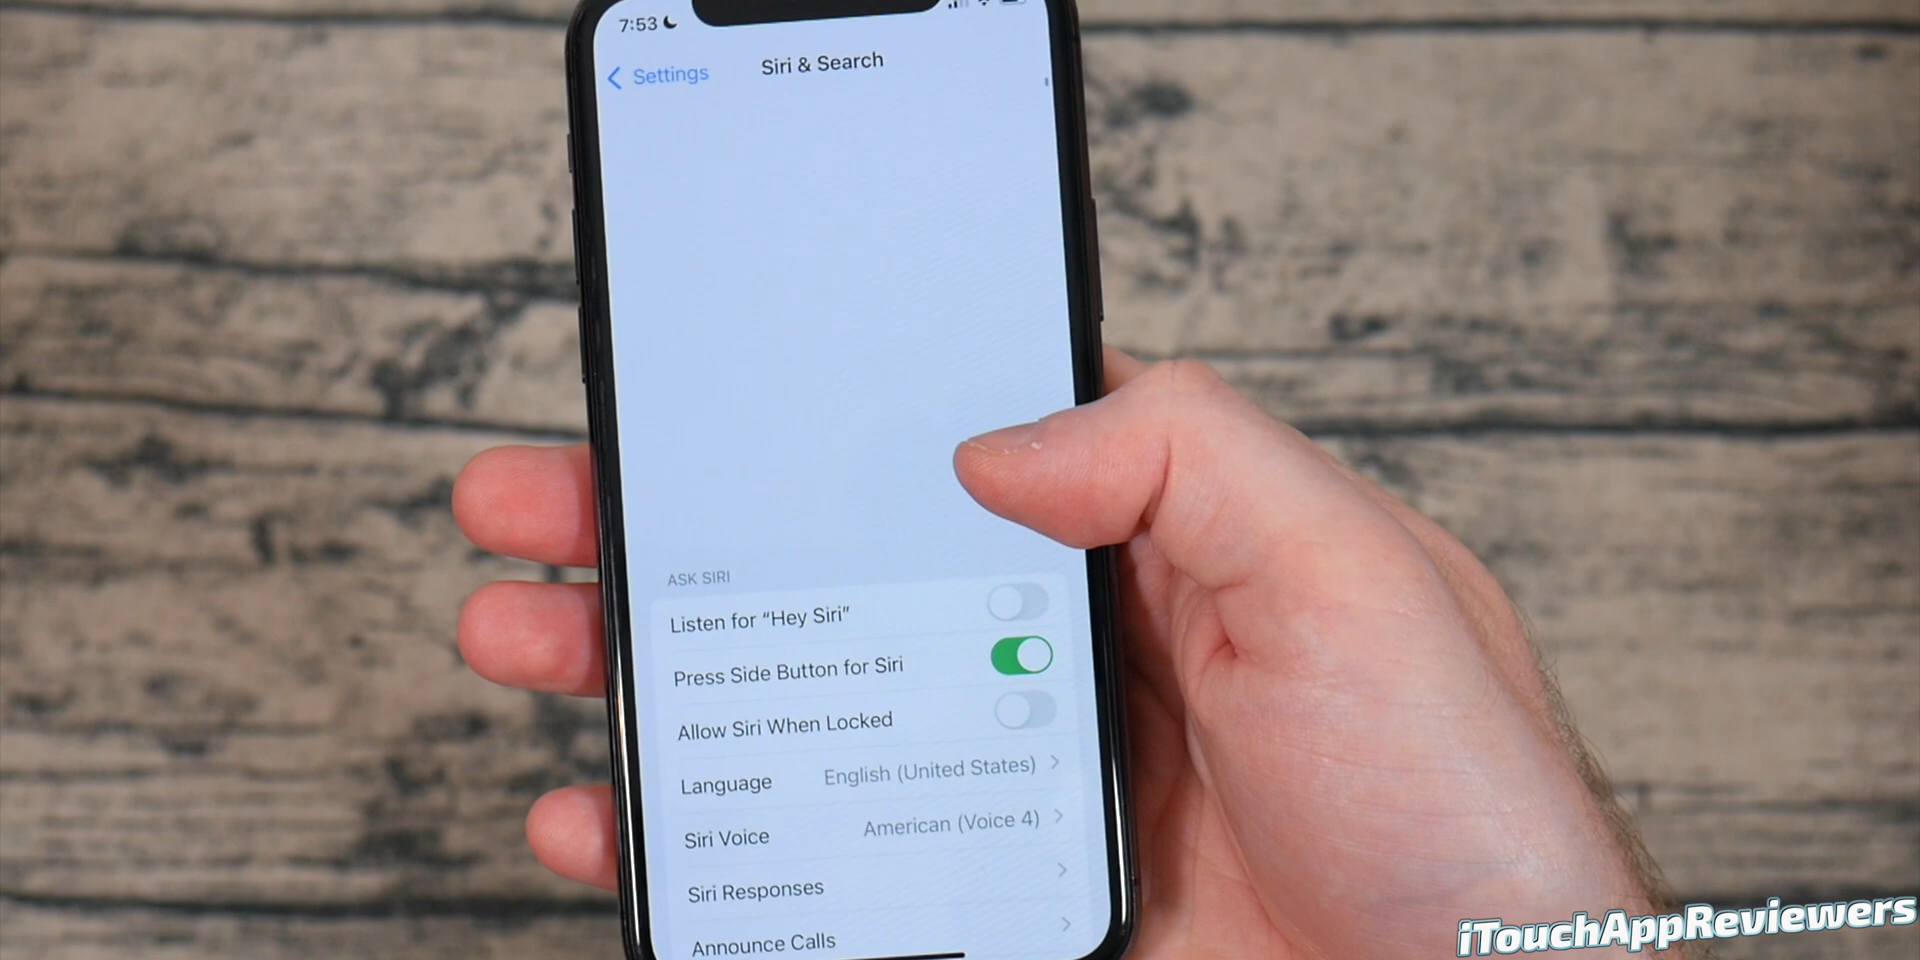 7:53
Settings
Siri & Search
ASK SIRI
Listen for “Hey Siri”
Press Side Button for Siri
Allow Siri When Locked
Language English (United States)
Siri Voice American (Voice 4)
Siri Responses
Announce Calls
iTouchAppReviewers